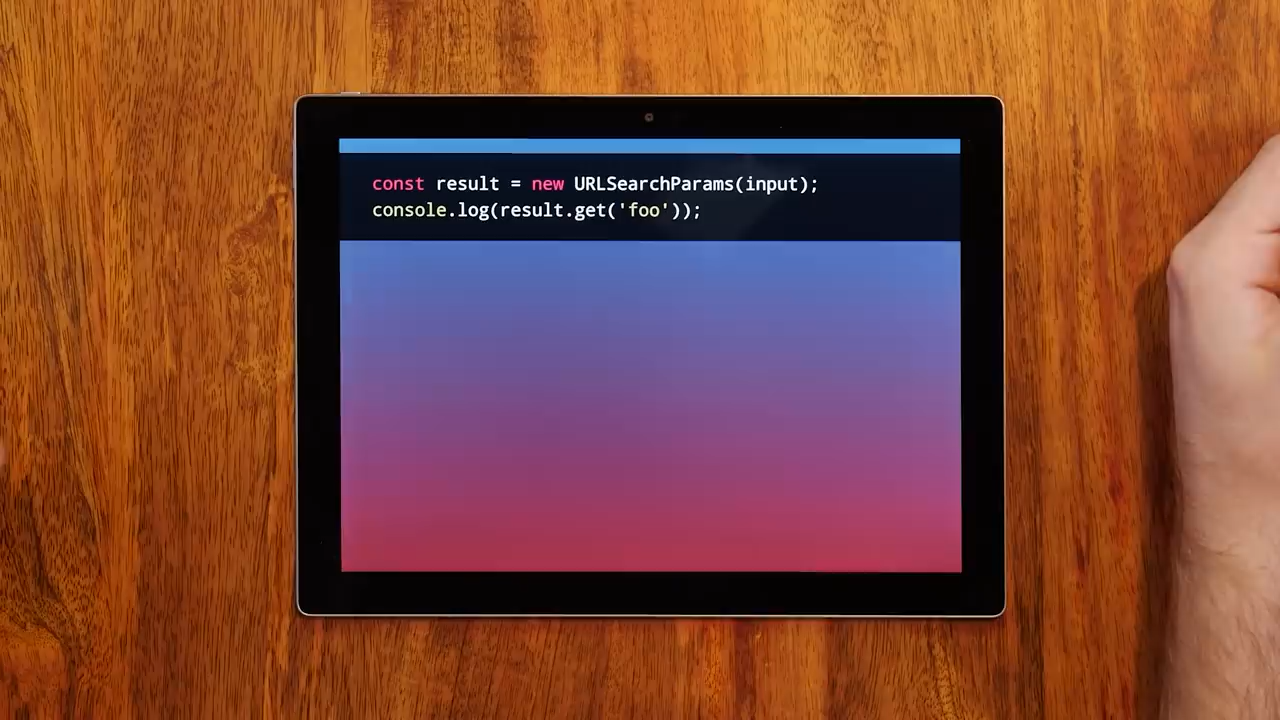 const result = new URLSearchParams(input);
console.log(result.get('foo'));